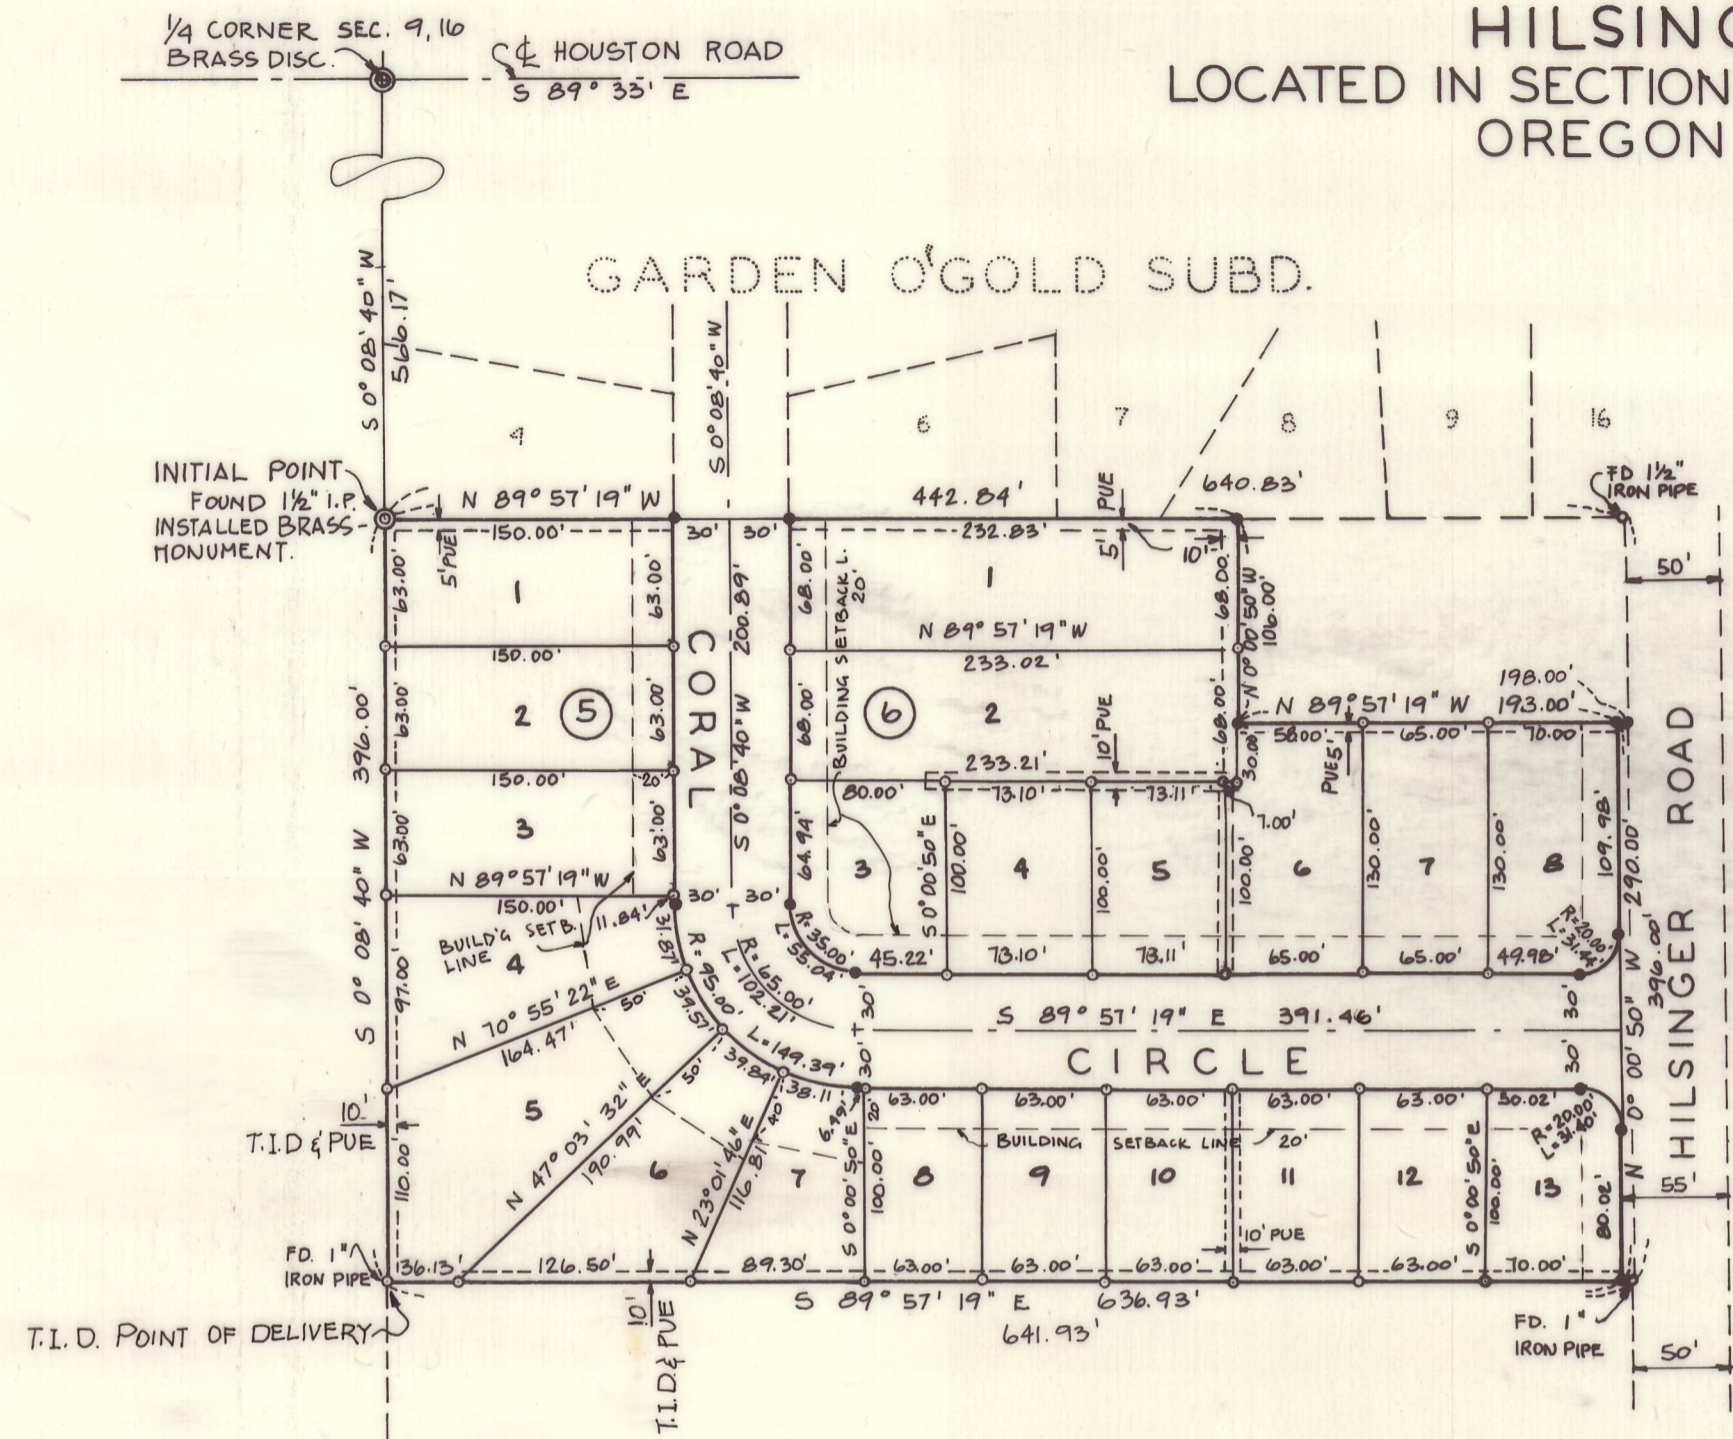 1/4 CORNER SEC. 9, 16
BRASS DISC.
℄ HOUSTON ROAD
S 89° 33' E
HILSING
LOCATED IN SECTION
OREGON
S 0° 08' 40" W
566.17'
GARDEN O'GOLD SUBD.
S 0° 08' 40" W
4
6
7
8
9
16
INITIAL POINT
FOUND 1½" I.P.
INSTALLED BRASS
MONUMENT.
N 89° 57' 19" W
442.84'
640.83'
FD 1½"
IRON PIPE
5' PUE
150.00'
30'
30'
232.83'
5' PUE
10'
50'
63.00'
1
63.00'
200.89'
68.00'
BUILDING SETBACK L.
20'
1
68.00'
N 0° 00' 50" W
106.00'
150.00'
N 89° 57' 19" W
233.02'
CORAL
396.00'
63.00'
2
5
63.00'
S 0° 08' 40" W
68.00'
6
2
68.00'
10' PUE
198.00'
N 89° 57' 19" W 193.00'
58.00'
65.00'
70.00'
PUE 5'
150.00'
20'
233.21'
80.00'
73.10'
73.11'
30.00'
7.00'
S 0° 08' 40" W
63.00'
3
63.00'
64.94'
3
S 0° 00' 50" E
100.00'
4
100.00'
5
100.00'
6
130.00'
7
130.00'
8
109.98'
290.00'
HILSINGER ROAD
N 89° 57' 19" W
150.00'
11.84'
30'
30'
BUILD'G SETB.
LINE
4
97.00'
31.87'
R=95.00'
L=149.39'
R=65.00'
L=102.21'
R=35.00'
L=55.04'
45.22'
73.10'
73.11'
65.00'
65.00'
49.98'
R=20.00'
396.00'
N 70° 55' 22" E
164.47'
50'
39.57'
30'
S 89° 57' 19" E 391.46'
30'
N 0° 00' 50" W
CIRCLE
30'
30'
N 47° 03' 32" E
190.99'
50'
39.84'
38.11
6.99'
20'
63.00'
63.00'
63.00'
63.00'
63.00'
50.02'
R=20.00'
L=31.40'
10'
T.I.D & PUE
110.00'
5
6
N 23° 01' 46" E
116.81'
40'
7
S 0° 00' 50" E
100.00'
BUILDING SETBACK LINE 20'
8
9
10
11
12
S 0° 00' 50" E
100.00'
13
80.02'
55'
10' PUE
FD. 1"
IRON PIPE
136.13'
126.50'
89.30'
63.00'
63.00'
63.00'
63.00'
63.00'
70.00'
S 89° 57' 19" E 636.93'
641.93'
T.I.D. POINT OF DELIVERY
10'
T.I.D. & PUE
FD. 1"
IRON PIPE
50'